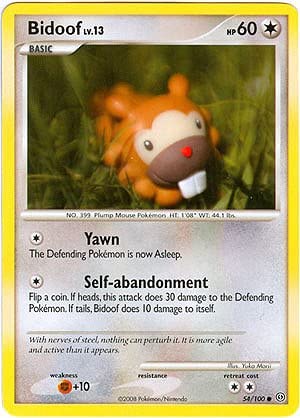 Bidoof LV.13
HP 60
BASIC
NO. 399 Plump Mouse Pokémon HT: 1'08" WT: 44.1 lbs.
Yawn
The Defending Pokémon is now Asleep.
Self-abandonment
Flip a coin. If heads, this attack does 30 damage to the Defending
Pokémon. If tails, Bidoof does 10 damage to itself.
With nerves of steel, nothing can perturb it. It is more agile
and active than it appears.
Illus. Yuka Morii
weakness
resistance
retreat cost
+10
©2008 Pokémon/Nintendo
54/100